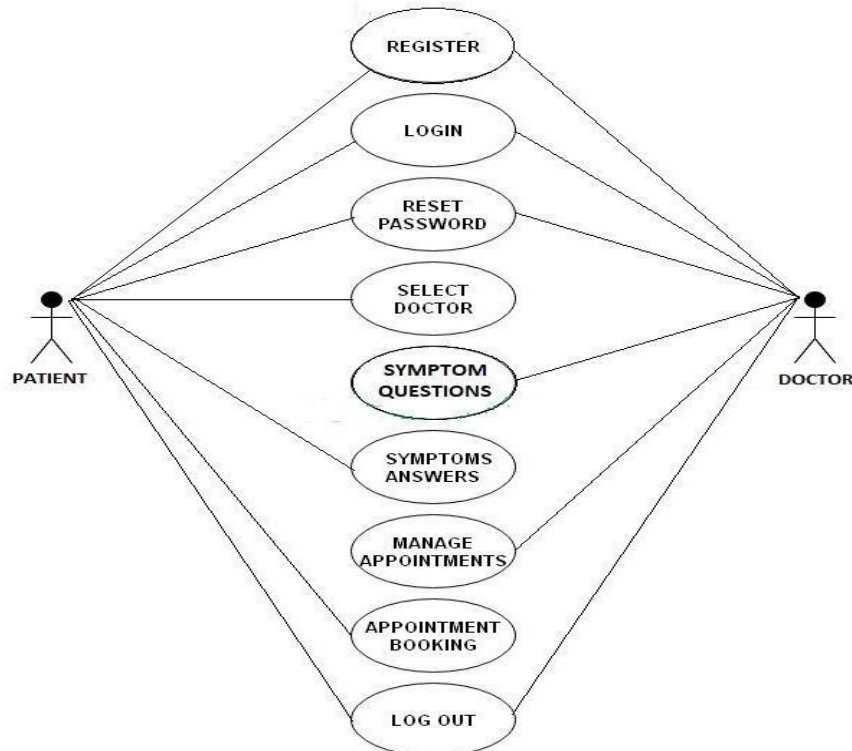 REGISTER
LOGIN
RESET
PASSWORD
SELECT
DOCTOR
PATIENT
DOCTOR
SYMPTOM
QUESTIONS
SYMPTOMS
ANSWERS
MANAGE
APPOINTMENTS
APPOINTMENT
BOOKING
LOG OUT